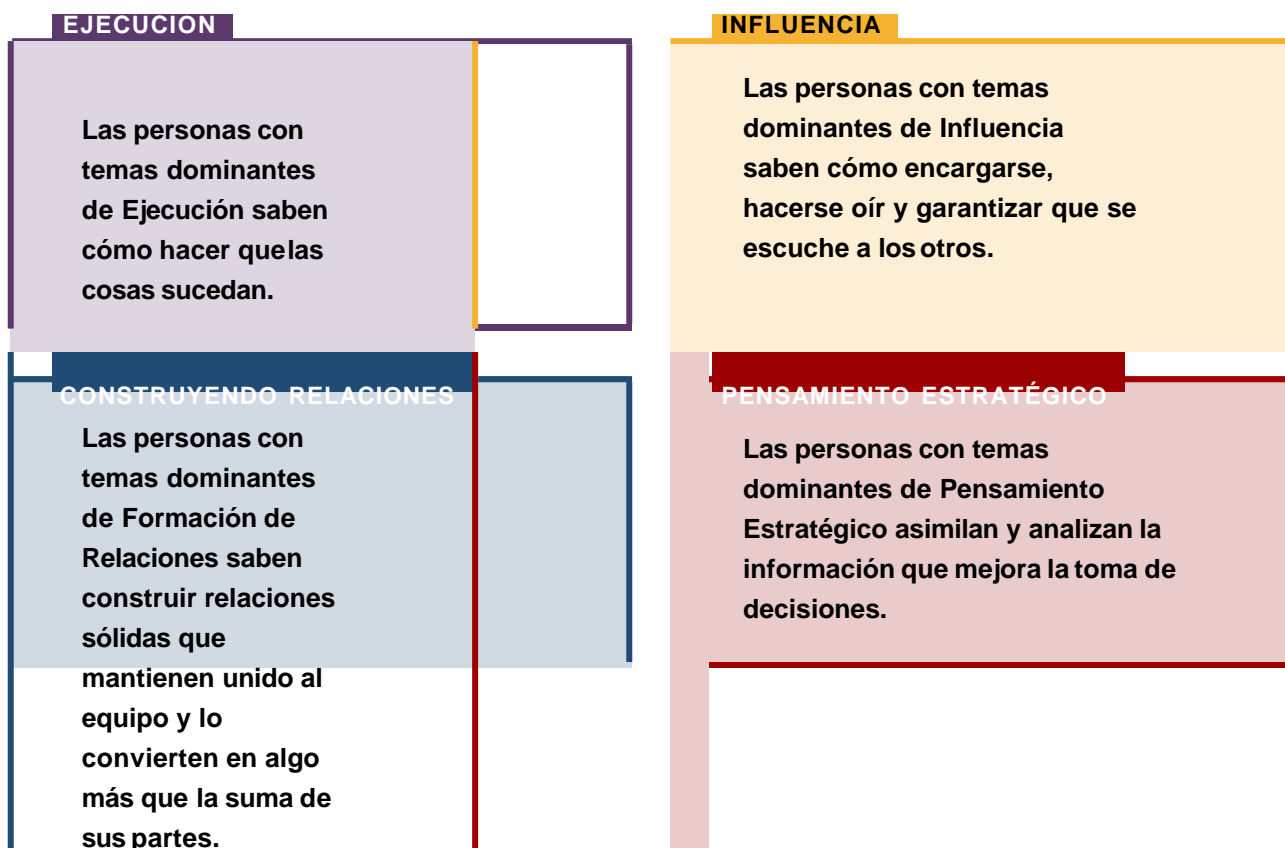 EJECUCION
Las personas con
temas dominantes
de Ejecución saben
cómo hacer quelas
cosas sucedan.
INFLUENCIA
Las personas con temas
dominantes de Influencia
saben cómo encargarse,
hacerse oír y garantizar que se
escuche a los otros.
CONSTRUYENDO RELACIONES
Las personas con
temas dominantes
de Formación de
Relaciones saben
construir relaciones
sólidas que
mantienen unido al
equipo y lo
convierten en algo
más que la suma de
sus partes.
PENSAMIENTO ESTRATÉGICO
Las personas con temas
dominantes de Pensamiento
Estratégico asimilan y analizan la
información que mejora la toma de
decisiones.